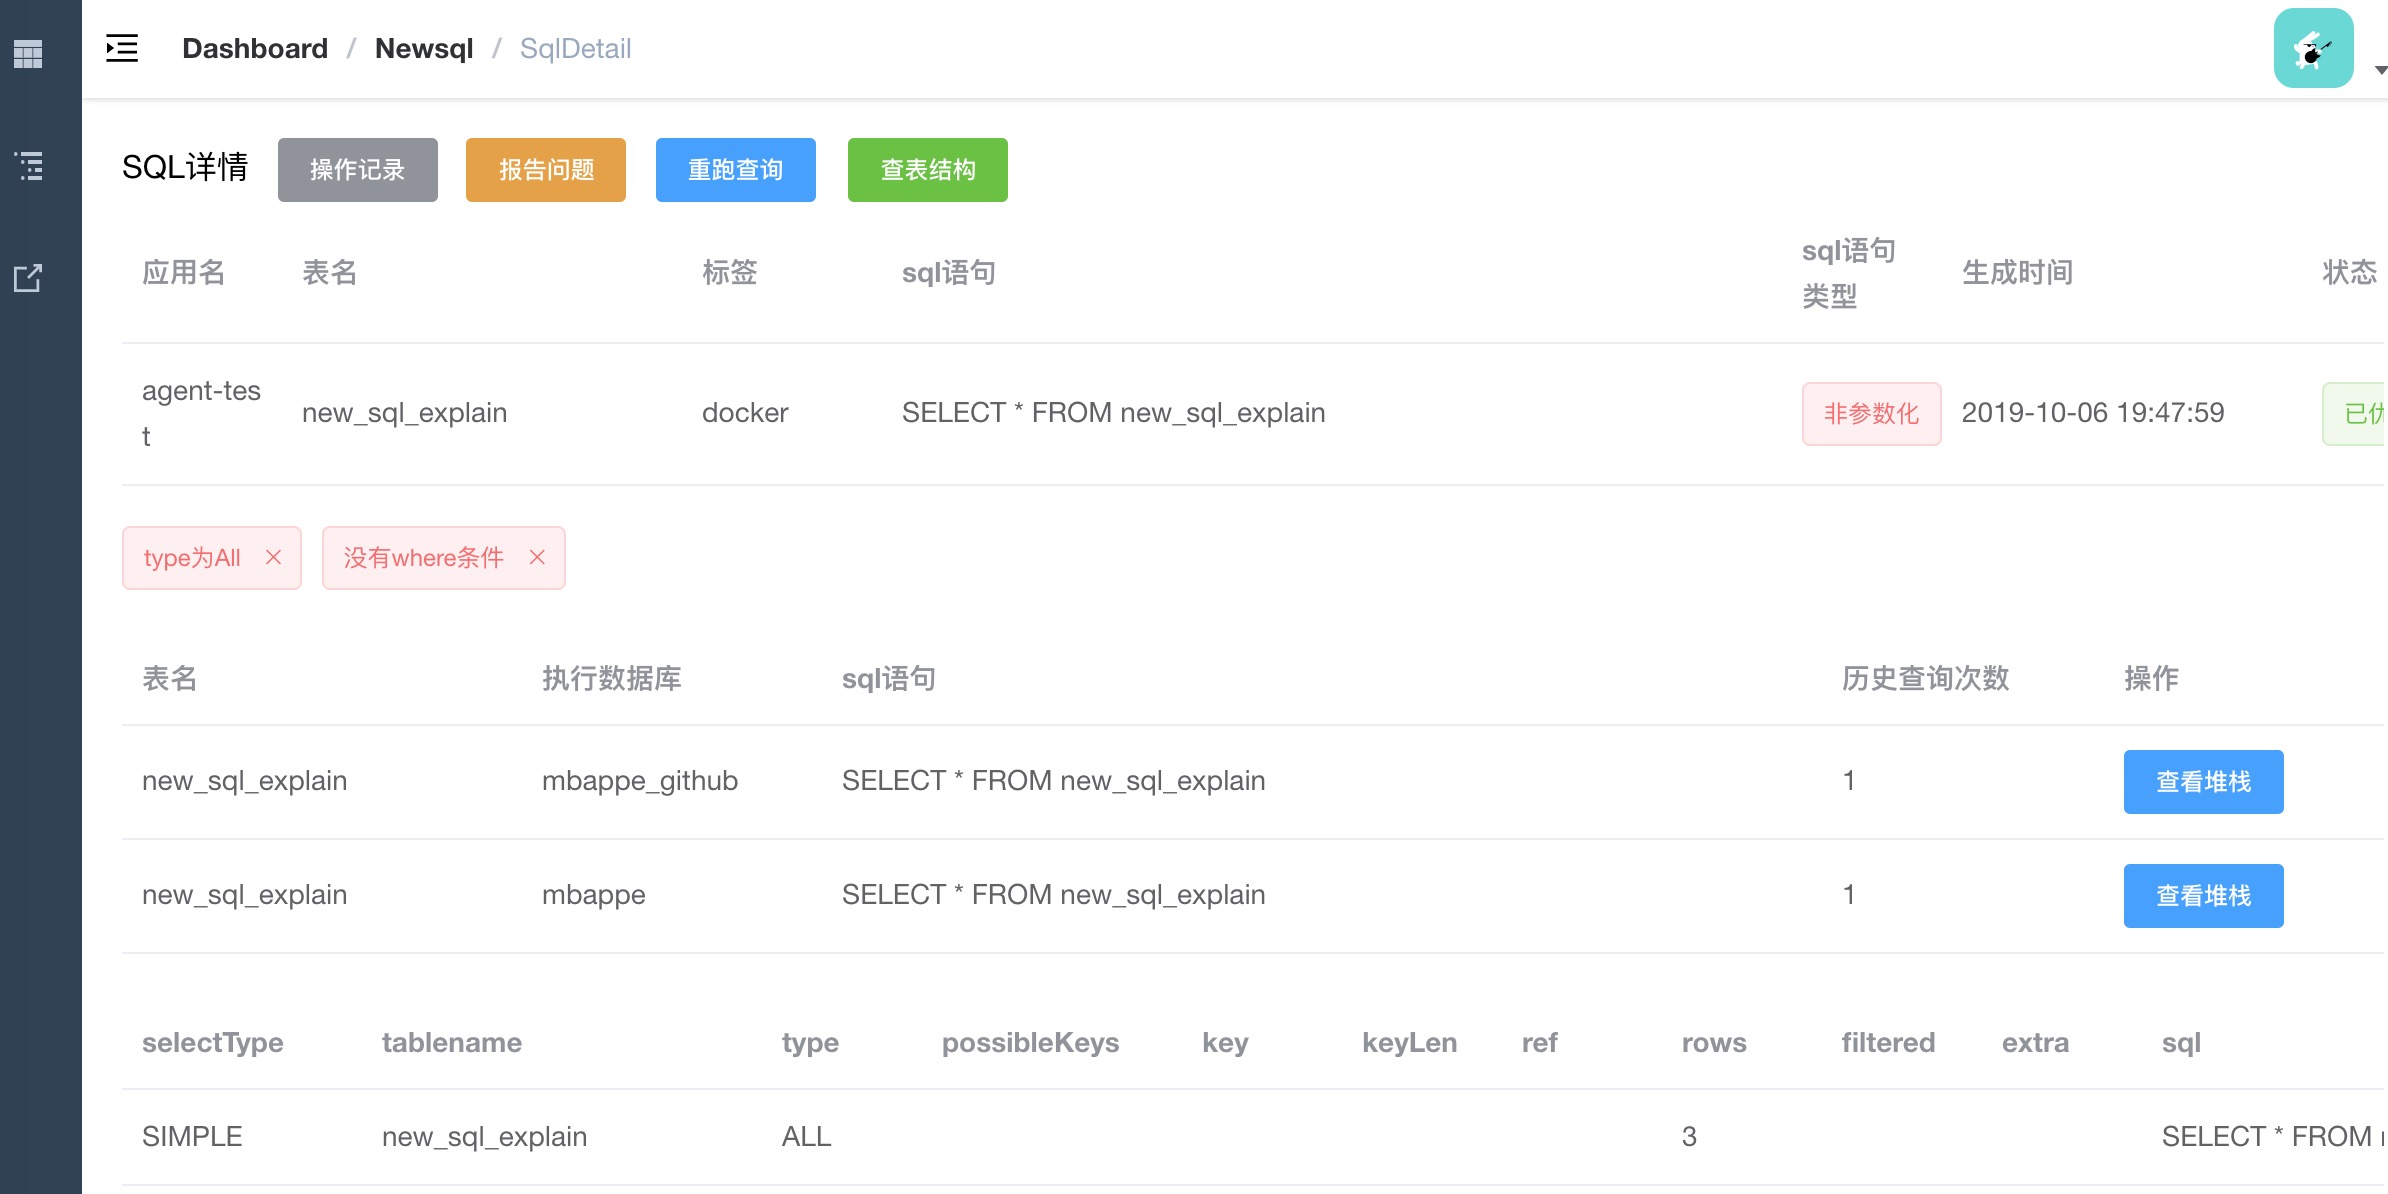 Dashboard / Newsql / SqlDetail
SQL详情 操作记录 报告问题 重跑查询 查表结构
应用名 表名 标签 sql语句 sql语句类型 生成时间 状态
agent-test new_sql_explain docker SELECT * FROM new_sql_explain 非参数化 2019-10-06 19:47:59 已优
type为All × 没有where条件 ×
表名 执行数据库 sql语句 历史查询次数 操作
new_sql_explain mbappe_github SELECT * FROM new_sql_explain 1 查看堆栈
new_sql_explain mbappe SELECT * FROM new_sql_explain 1 查看堆栈
selectType tablename type possibleKeys key keyLen ref rows filtered extra sql
SIMPLE new_sql_explain ALL 3 SELECT * FROM